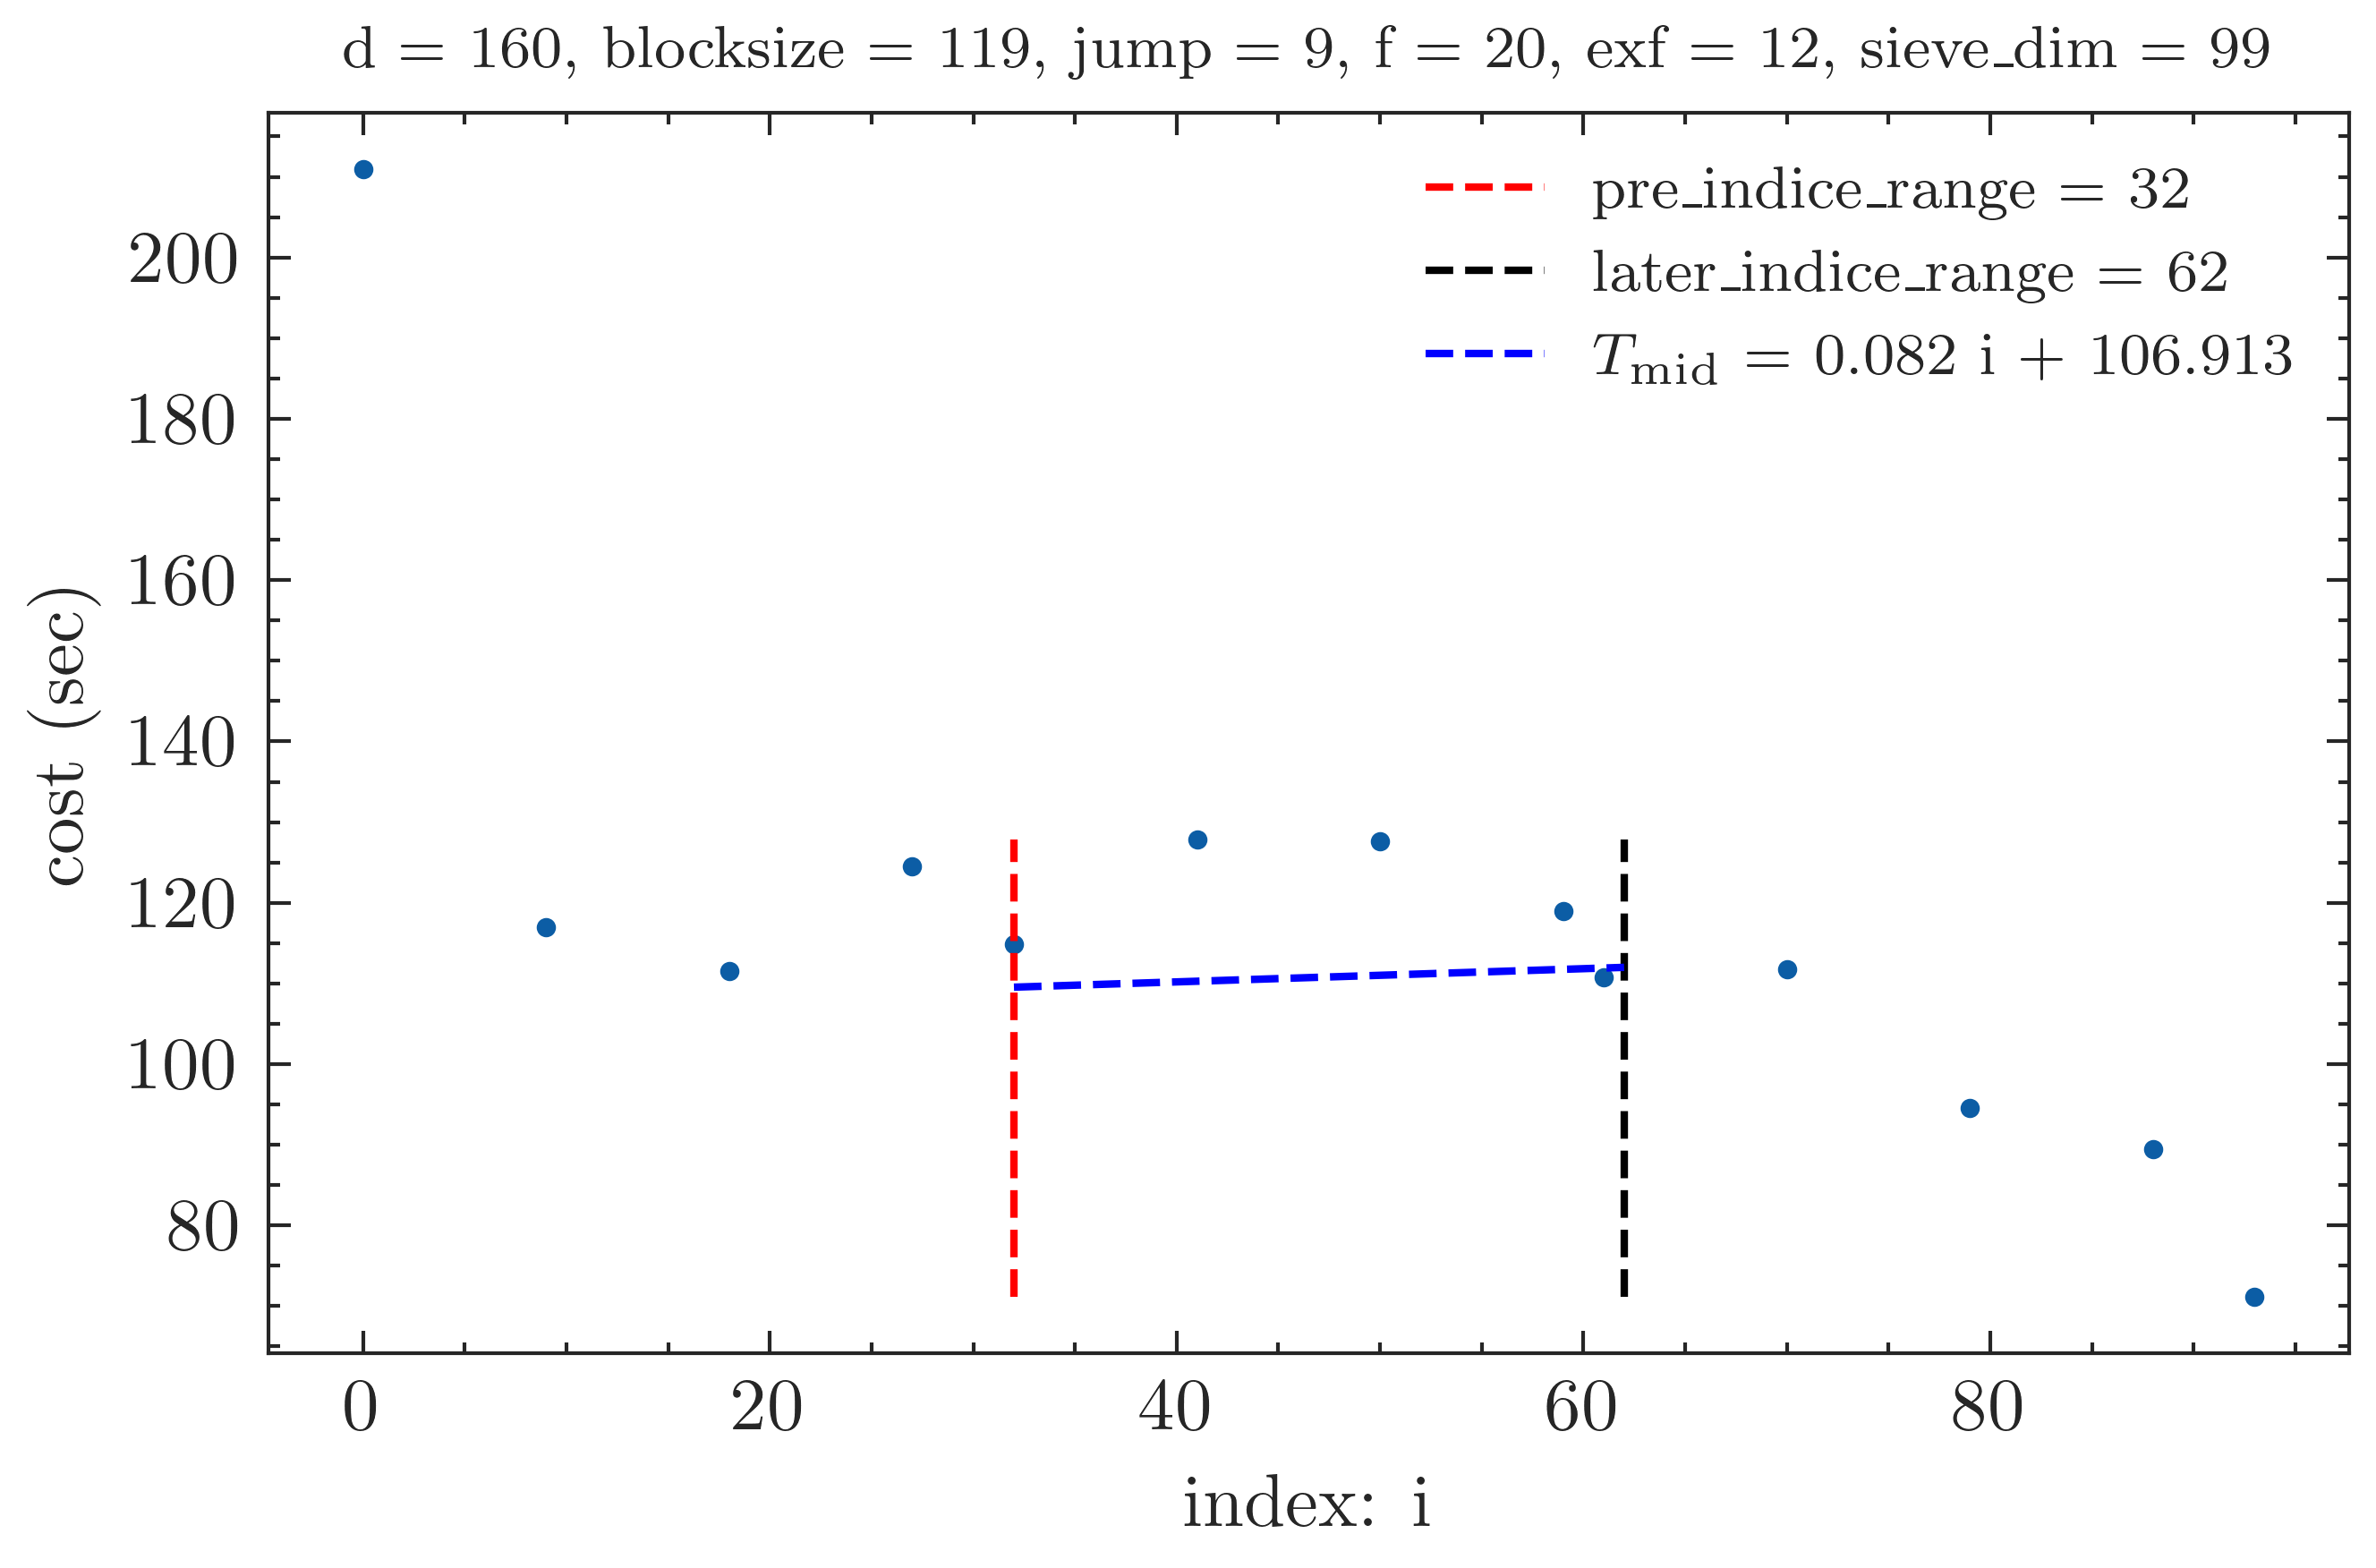 d = 160, blocksize = 119, jump = 9, f = 20, exf = 12, sieve_dim = 99
pre_indice_range = 32
later_indice_range = 62
T_mid = 0.082 i + 106.913
200
180
160
140
120
100
80
cost (sec)
0 20 40 60 80
index: i